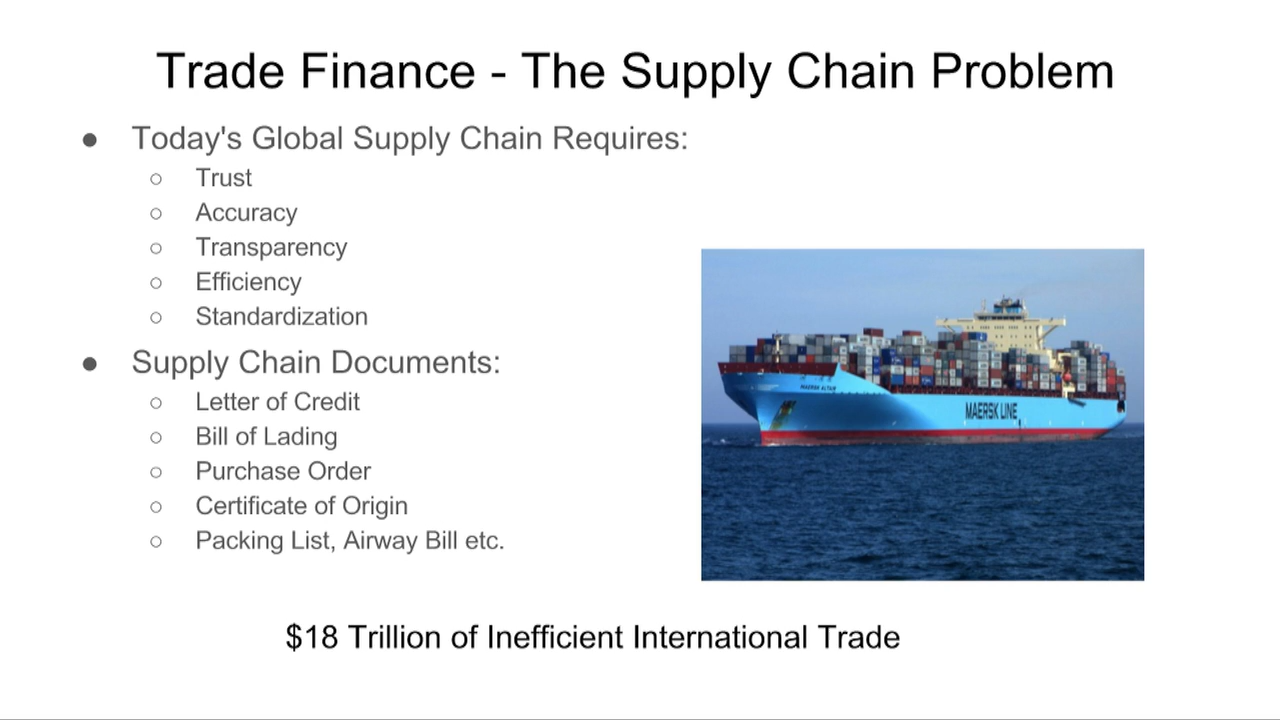 Trade Finance - The Supply Chain Problem
● Today's Global Supply Chain Requires:
○ Trust
○ Accuracy
○ Transparency
○ Efficiency
○ Standardization
● Supply Chain Documents:
○ Letter of Credit
○ Bill of Lading
○ Purchase Order
○ Certificate of Origin
○ Packing List, Airway Bill etc.
MAERSK ALTAIR
MAERSK LINE
$18 Trillion of Inefficient International Trade